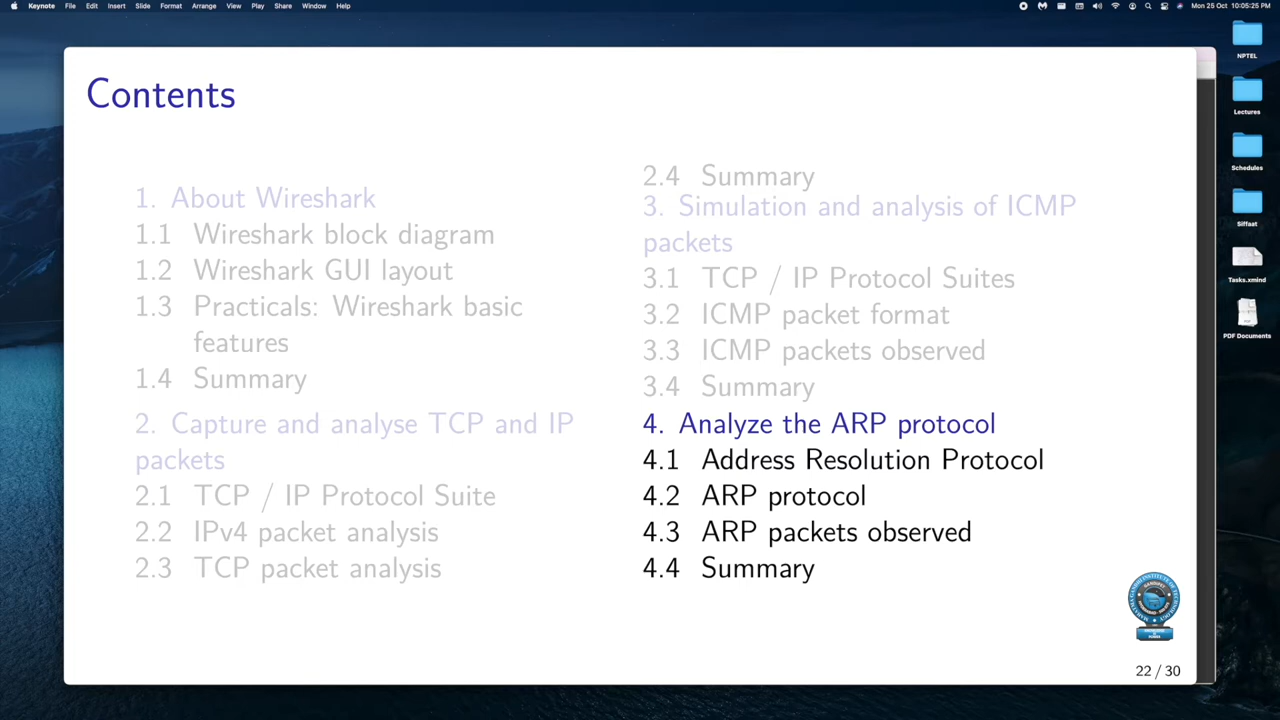 Keynote File Edit Insert Slide Format Arrange View Play Share Window Help
Mon 25 Oct 10:05:25 PM
Contents
1. About Wireshark
1.1 Wireshark block diagram
1.2 Wireshark GUI layout
1.3 Practicals: Wireshark basic
features
1.4 Summary
2. Capture and analyse TCP and IP
packets
2.1 TCP / IP Protocol Suite
2.2 IPv4 packet analysis
2.3 TCP packet analysis
2.4 Summary
3. Simulation and analysis of ICMP
packets
3.1 TCP / IP Protocol Suites
3.2 ICMP packet format
3.3 ICMP packets observed
3.4 Summary
4. Analyze the ARP protocol
4.1 Address Resolution Protocol
4.2 ARP protocol
4.3 ARP packets observed
4.4 Summary
22 / 30
NPTEL
Lectures
Schedules
Siffaat
Tasks.xmind
PDF Documents